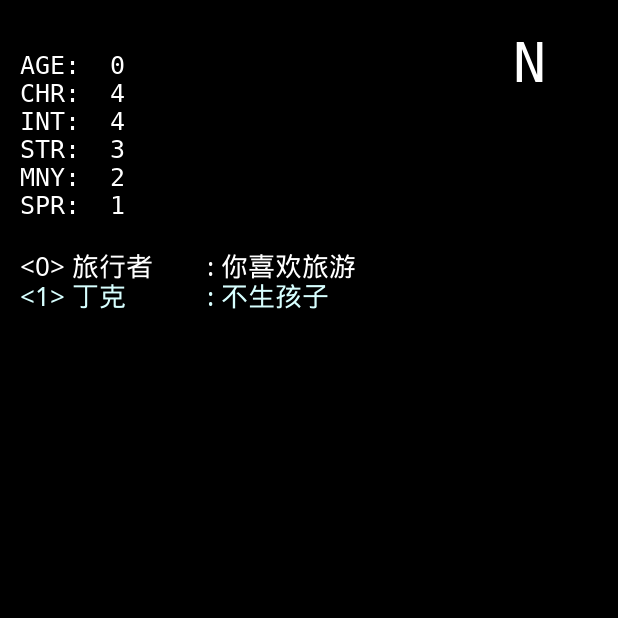 N
AGE: 0
CHR: 4
INT: 4
STR: 3
MNY: 2
SPR: 1
<0> 旅行者 :你喜欢旅游
<1> 丁克 :不生孩子